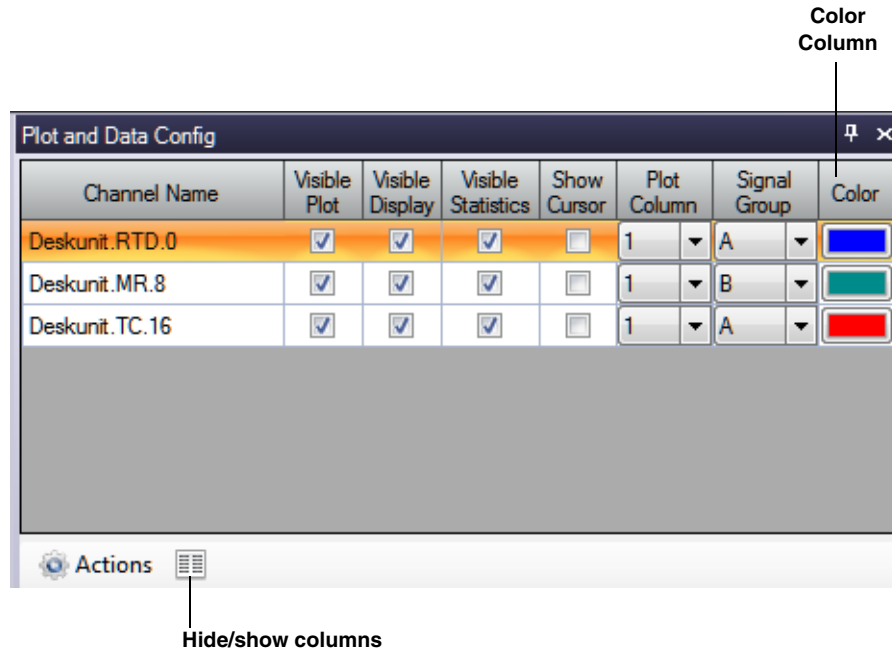 Color
Column
Plot and Data Config
Channel Name Visible Plot Visible Display Visible Statistics Show Cursor Plot Column Signal Group Color
Deskunit.RTD.0 1 A
Deskunit.MR.8 1 B
Deskunit.TC.16 1 A
Actions
Hide/show columns